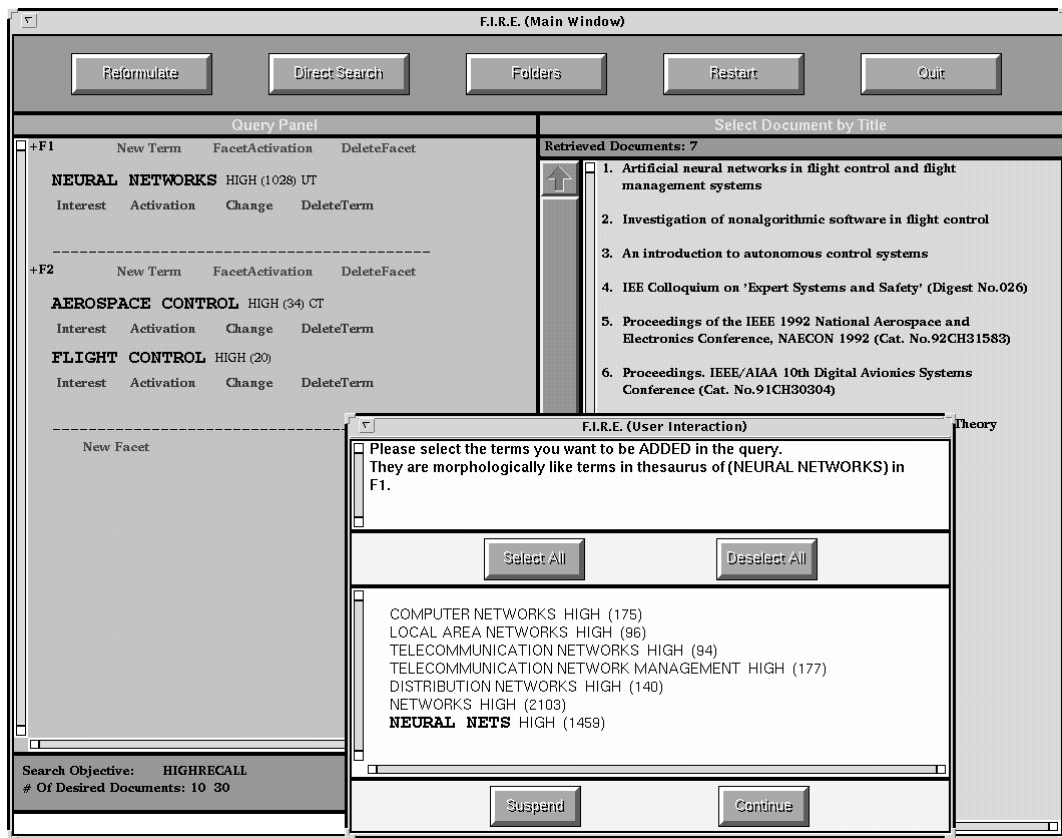 F.I.R.E. (Main Window)
Reformulate Direct Search Folders Restart Quit
Query Panel
+F1 New Term FacetActivation DeleteFacet
NEURAL NETWORKS HIGH (1028) UT
Interest Activation Change DeleteTerm
+F2 New Term FacetActivation DeleteFacet
AEROSPACE CONTROL HIGH (34) CT
Interest Activation Change DeleteTerm
FLIGHT CONTROL HIGH (20)
Interest Activation Change DeleteTerm
New Facet
Search Objective: HIGHRECALL
# Of Desired Documents: 10 30
Select Document by Title
Retrieved Documents: 7
1. Artificial neural networks in flight control and flight
management systems
2. Investigation of nonalgorithmic software in flight control
3. An introduction to autonomous control systems
4. IEE Colloquium on 'Expert Systems and Safety' (Digest No.026)
5. Proceedings of the IEEE 1992 National Aerospace and
Electronics Conference, NAECON 1992 (Cat. No.92CH31583)
6. Proceedings. IEEE/AIAA 10th Digital Avionics Systems
Conference (Cat. No.91CH30304)
Theory
F.I.R.E. (User Interaction)
Please select the terms you want to be ADDED in the query.
They are morphologically like terms in thesaurus of (NEURAL NETWORKS) in
F1.
Select All Deselect All
COMPUTER NETWORKS HIGH (175)
LOCAL AREA NETWORKS HIGH (96)
TELECOMMUNICATION NETWORKS HIGH (94)
TELECOMMUNICATION NETWORK MANAGEMENT HIGH (177)
DISTRIBUTION NETWORKS HIGH (140)
NETWORKS HIGH (2103)
NEURAL NETS HIGH (1459)
Suspend Continue